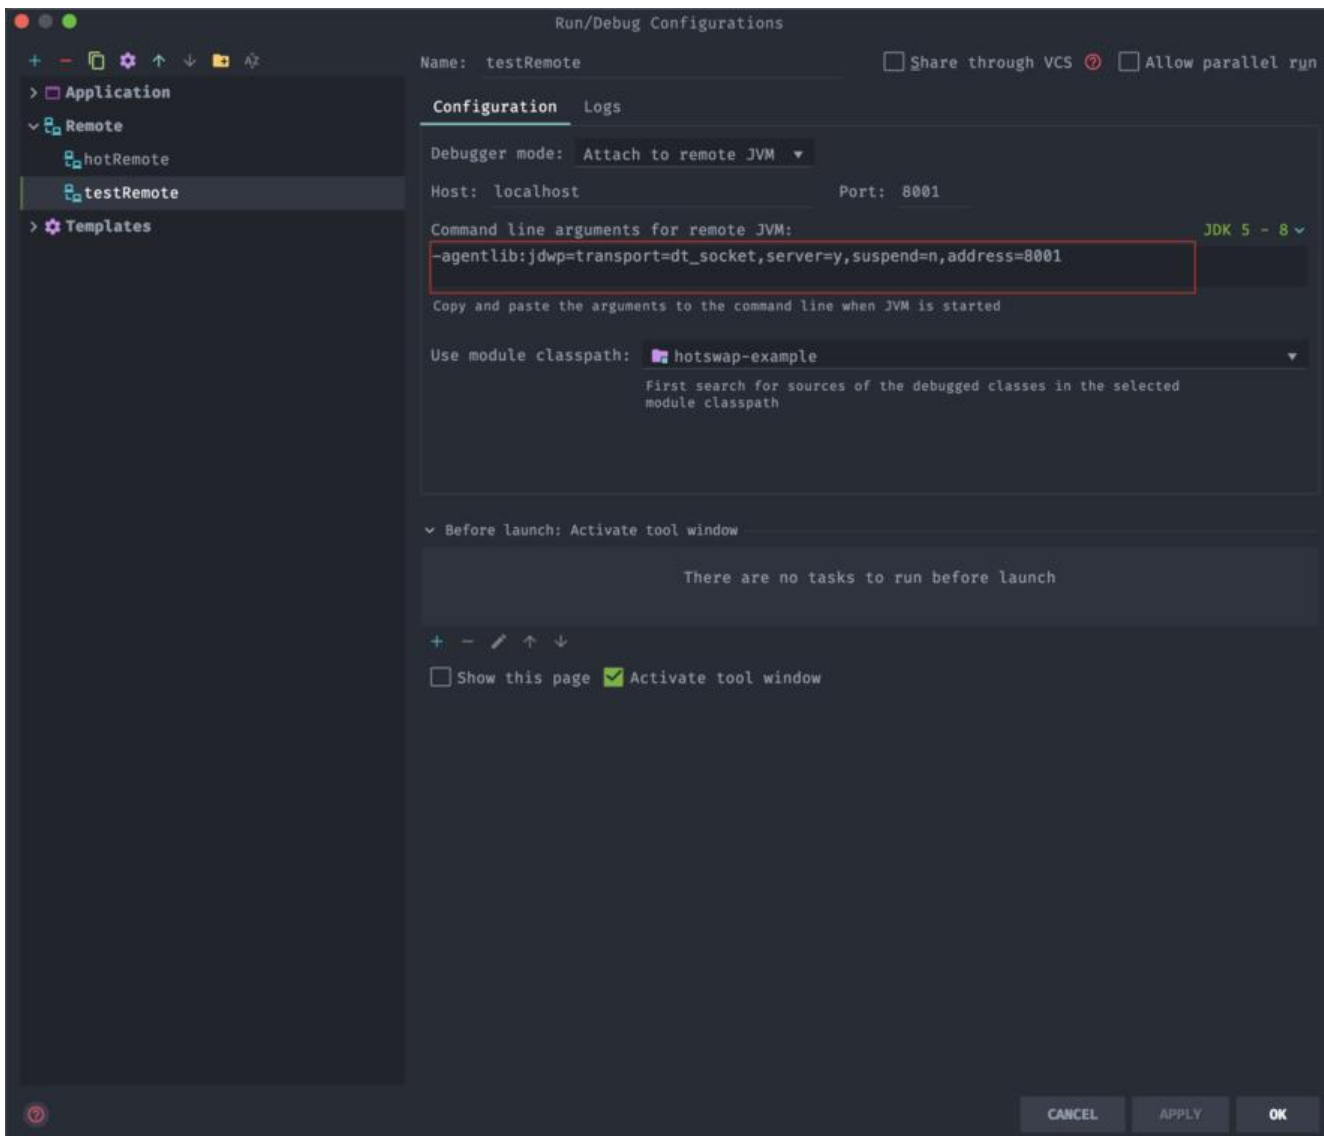 Run/Debug Configurations
Name: testRemote
Share through VCS
Allow parallel run
Application
Remote
hotRemote
testRemote
Templates
Configuration Logs
Debugger mode: Attach to remote JVM
Host: localhost Port: 8001
Command line arguments for remote JVM: JDK 5 - 8
-agentlib:jdwp=transport=dt_socket,server=y,suspend=n,address=8001
Copy and paste the arguments to the command line when JVM is started
Use module classpath: hotswap-example
First search for sources of the debugged classes in the selected
module classpath
Before launch: Activate tool window
There are no tasks to run before launch
Show this page Activate tool window
CANCEL APPLY OK